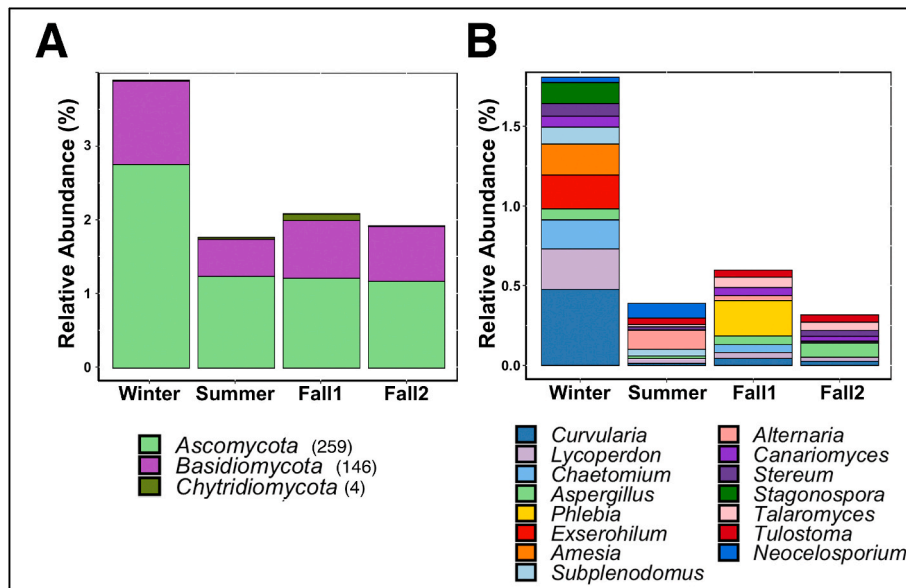 A
B
Relative Abundance (%)
3
2
1
0
Winter Summer Fall1 Fall2
Ascomycota (259)
Basidiomycota (146)
Chytridiomycota (4)
Relative Abundance (%)
1.5
1.0
0.5
0.0
Winter Summer Fall1 Fall2
Curvularia
Lycoperdon
Chaetomium
Aspergillus
Phlebia
Exserohilum
Amesia
Subplenodomus
Alternaria
Canariomyces
Stereum
Stagonospora
Talaromyces
Tulostoma
Neocelosporium